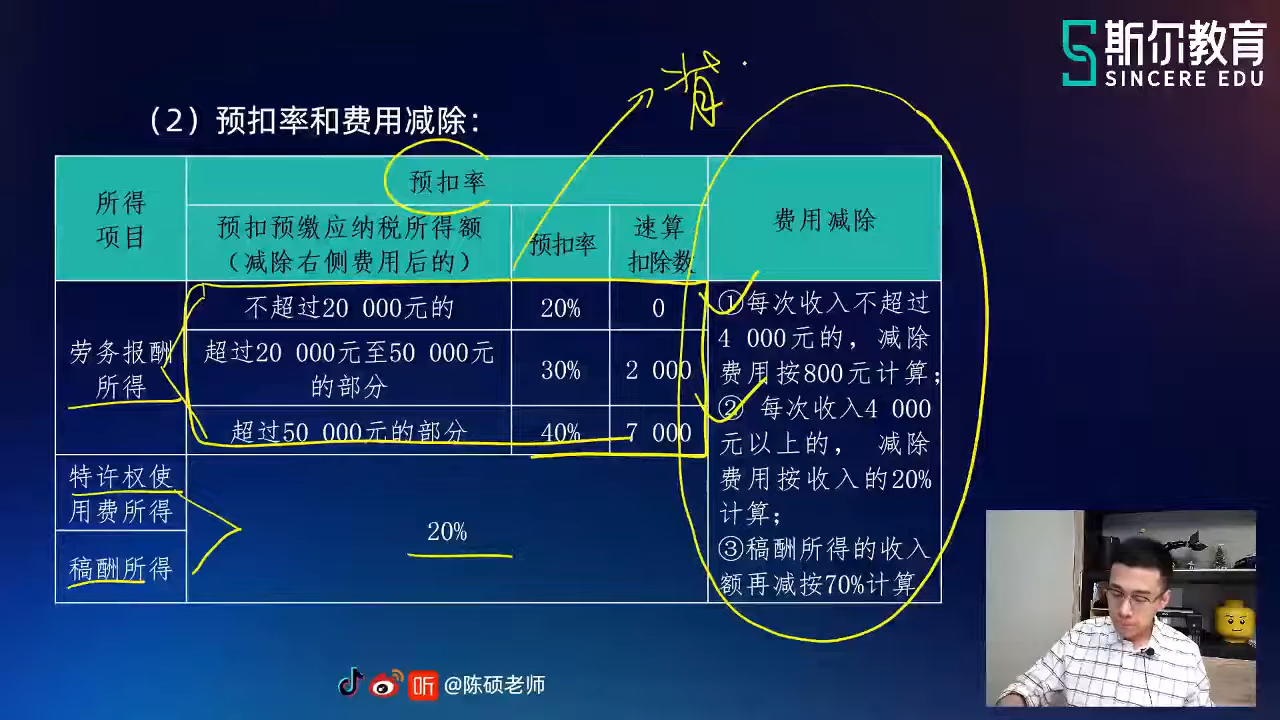 斯尔教育
SINCERE EDU
背
（2）预扣率和费用减除：
所得
项目
预扣率
预扣预缴应纳税所得额
（减除右侧费用后的）
预扣率
速算
扣除数
费用减除
劳务报酬
所得
不超过20 000元的
20%
0
超过20 000元至50 000元
的部分
30%
2 000
超过50 000元的部分
40%
7 000
特许权使
用费所得
稿酬所得
20%
①每次收入不超过
4 000元的，减除
费用按800元计算；
② 每次收入4 000
元以上的， 减除
费用按收入的20%
计算；
③稿酬所得的收入
额再减按70%计算
听 @陈硕老师